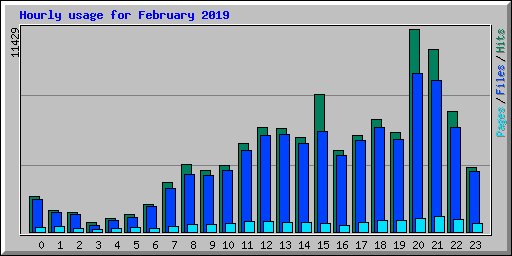 Hourly usage for February 2019
11429
Pages / Files / Hits
0 1 2 3 4 5 6 7 8 9 10 11 12 13 14 15 16 17 18 19 20 21 22 23